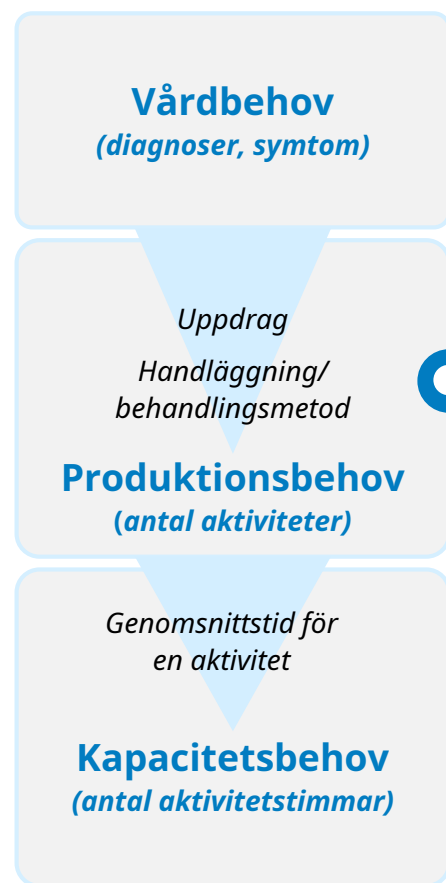 Vårdbehov
(diagnoser, symtom)
Uppdrag
Handläggning/
behandlingsmetod
Produktionsbehov
(antal aktiviteter)
Genomsnittstid för
en aktivitet
Kapacitetsbehov
(antal aktivitetstimmar)